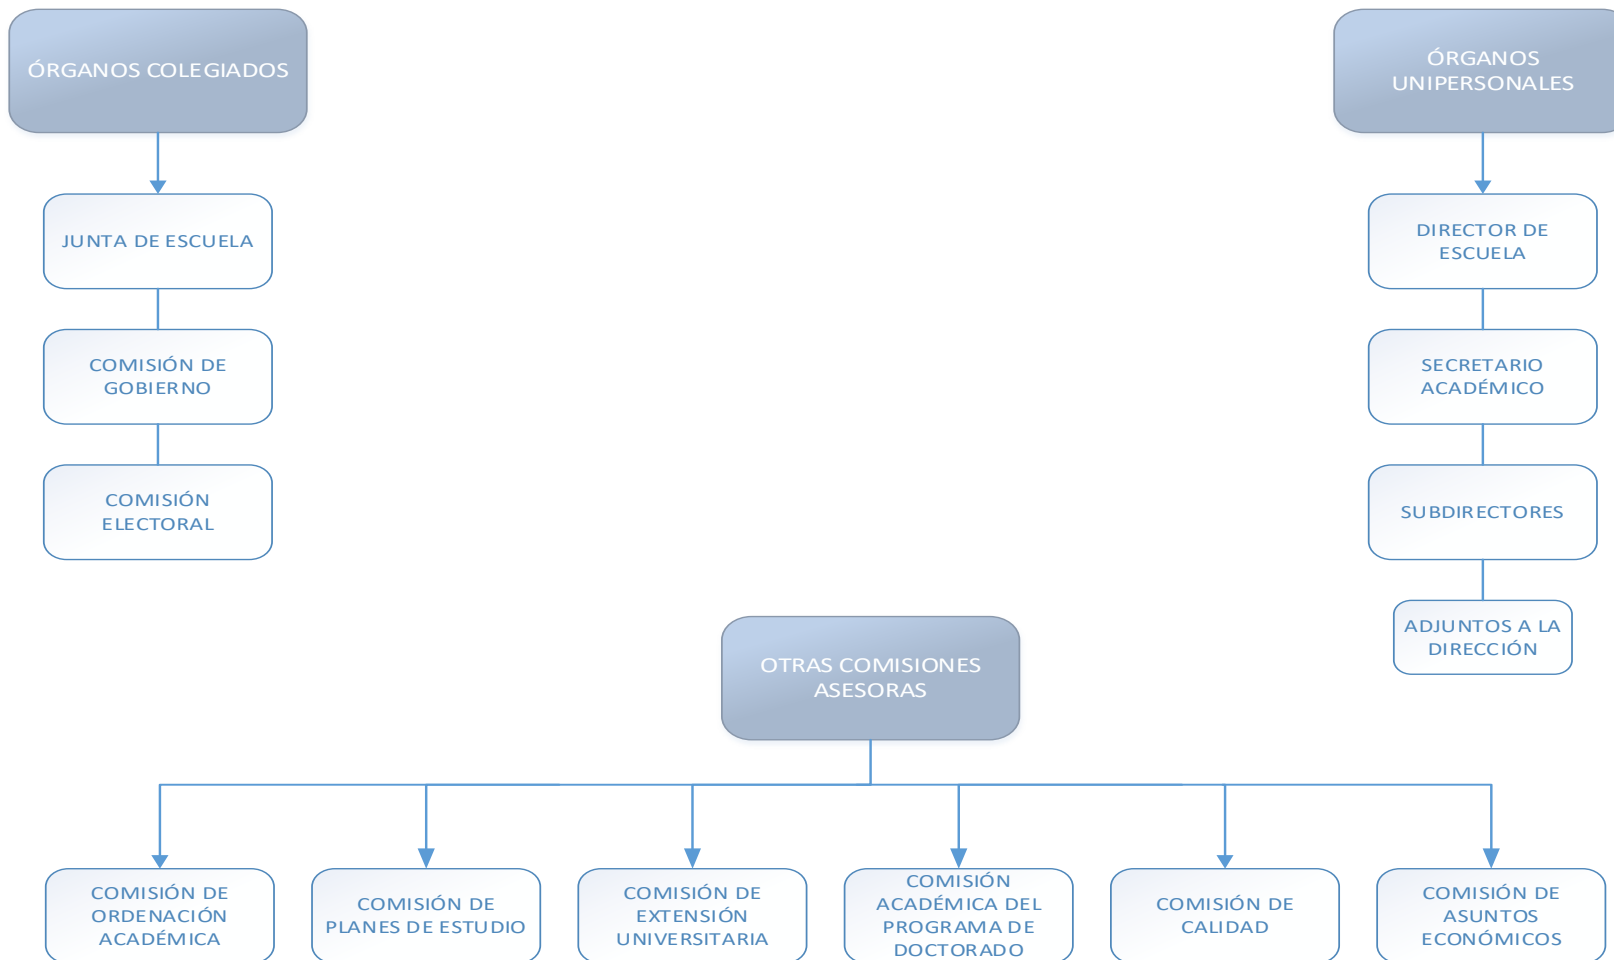 ÓRGANOS COLEGIADOS
JUNTA DE ESCUELA
COMISIÓN DE
GOBIERNO
COMISIÓN
ELECTORAL
ÓRGANOS
UNIPERSONALES
DIRECTOR DE
ESCUELA
SECRETARIO
ACADÉMICO
SUBDIRECTORES
ADJUNTOS A LA
DIRECCIÓN
OTRAS COMISIONES
ASESORAS
COMISIÓN DE
ORDENACIÓN
ACADÉMICA
COMISIÓN DE
PLANES DE ESTUDIO
COMISIÓN DE
EXTENSIÓN
UNIVERSITARIA
COMISIÓN
ACADÉMICA DEL
PROGRAMA DE
DOCTORADO
COMISIÓN DE
CALIDAD
COMISIÓN DE
ASUNTOS
ECONÓMICOS